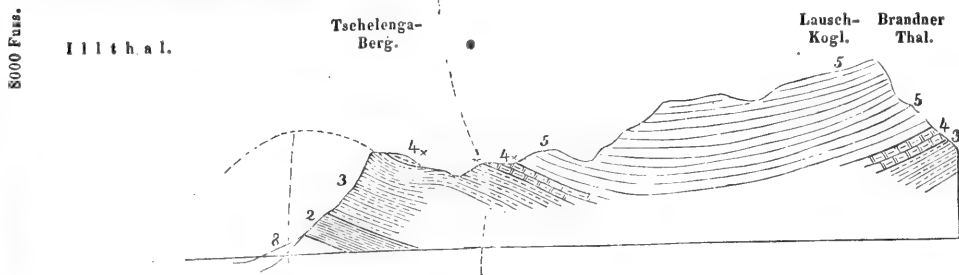 8000 Fuss.
Illthal.
Tschelenga-
Berg.
Lausch-
Kogl.
Brandner
Thal.
5
5
5
4
3
4×
4×
3
2
8